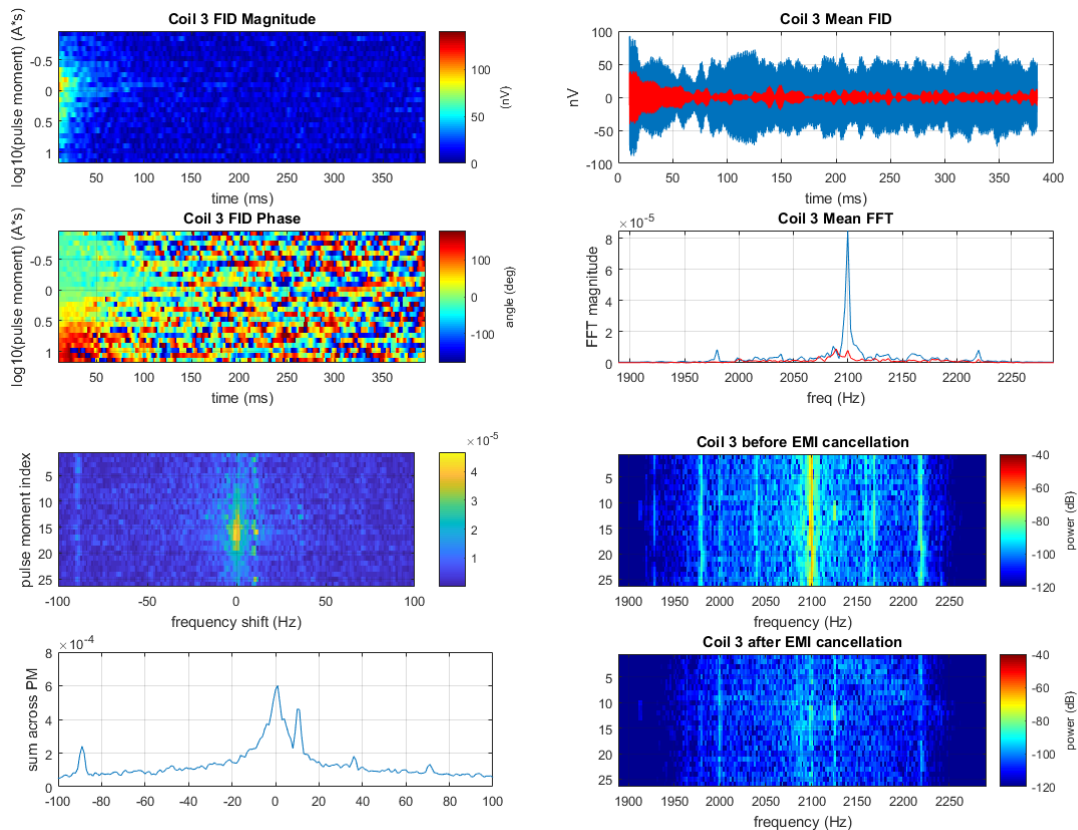 Coil 3 FID Magnitude
log10(pulse moment) (A*s)
-0.5
0
0.5
1
50 100 150 200 250 300 350
time (ms)
100
50
0
(nV)
Coil 3 Mean FID
nV
100
50
0
-50
-100
0 50 100 150 200 250 300 350 400
time (ms)
Coil 3 FID Phase
log10(pulse moment) (A*s)
-0.5
0
0.5
1
50 100 150 200 250 300 350
time (ms)
100
0
-100
angle (deg)
Coil 3 Mean FFT
×10^-5
FFT magnitude
8
6
4
2
0
1900 1950 2000 2050 2100 2150 2200 2250
freq (Hz)
pulse moment index
5
10
15
20
25
-100 -50 0 50 100
frequency shift (Hz)
×10^-5
4
3
2
1
Coil 3 before EMI cancellation
5
10
15
20
25
1900 1950 2000 2050 2100 2150 2200 2250
frequency (Hz)
-40
-60
-80
-100
-120
power (dB)
×10^-4
sum across PM
8
6
4
2
0
-100 -80 -60 -40 -20 0 20 40 60 80 100
Coil 3 after EMI cancellation
5
10
15
20
25
1900 1950 2000 2050 2100 2150 2200 2250
frequency (Hz)
-40
-60
-80
-100
-120
power (dB)